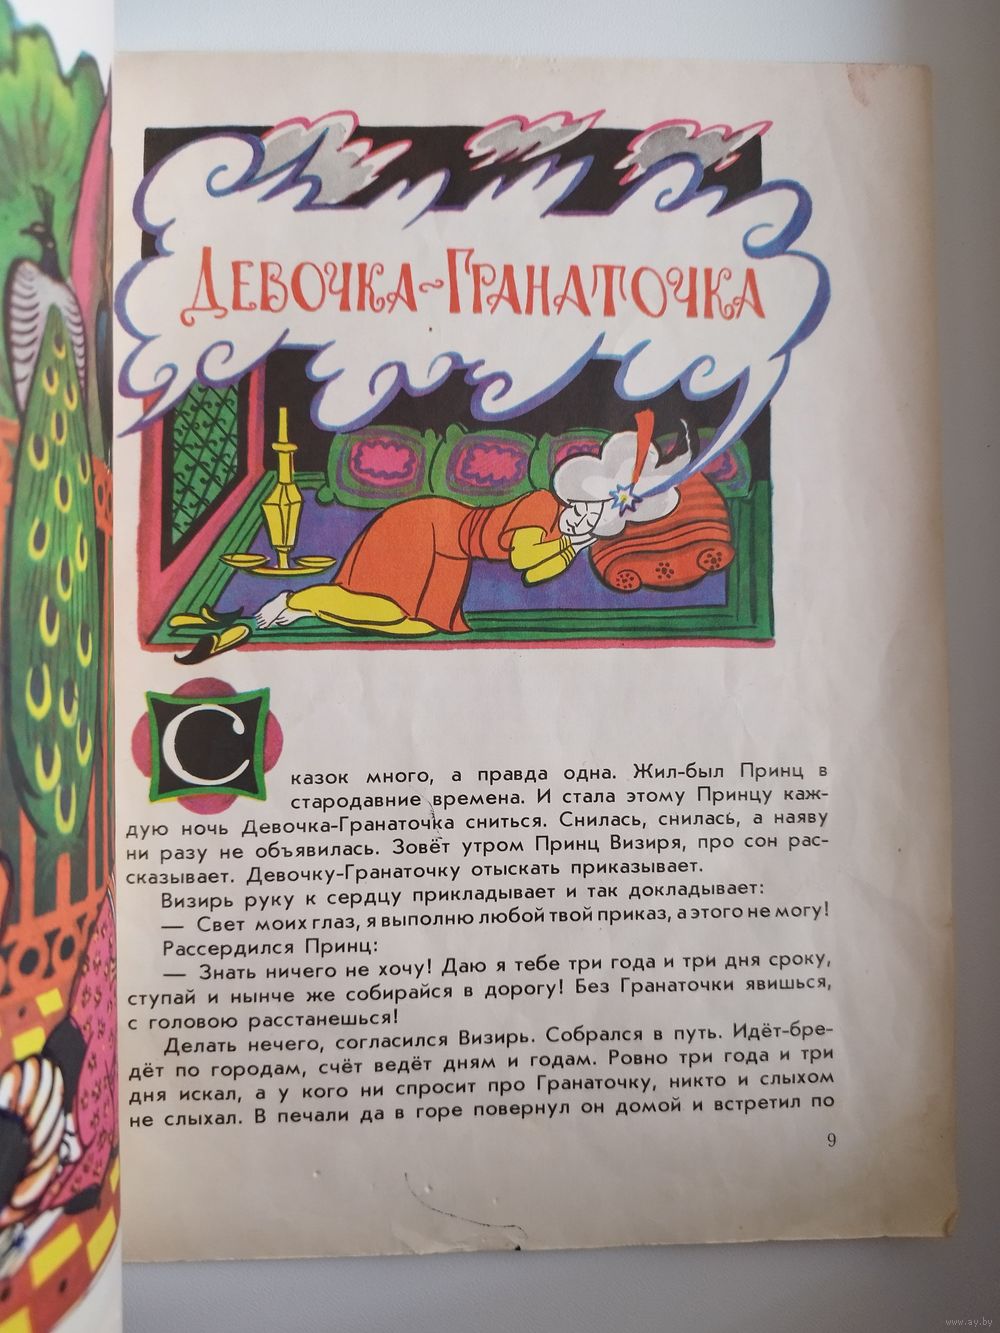 ДЕВОЧКА-ГРАНАТОЧКА
Сказок много, а правда одна. Жил-был Принц в
стародавние времена. И стала этому Принцу каж-
дую ночь Девочка-Гранаточка сниться. Снилась, снилась, а наяву
ни разу не объявилась. Зовёт утром Принц Визиря, про сон рас-
сказывает. Девочку-Гранаточку отыскать приказывает.
Визирь руку к сердцу прикладывает и так докладывает:
— Свет моих глаз, я выполню любой твой приказ, а этого не могу!
Рассердился Принц:
— Знать ничего не хочу! Даю я тебе три года и три дня сроку,
ступай и нынче же собирайся в дорогу! Без Гранаточки явишься,
с головою расстанешься!
Делать нечего, согласился Визирь. Собрался в путь. Идёт-бре-
дёт по городам, счёт ведёт дням и годам. Ровно три года и три
дня искал, а у кого ни спросит про Гранаточку, никто и слыхом
не слыхал. В печали да в горе повернул он домой и встретил по
9
www.ay.by